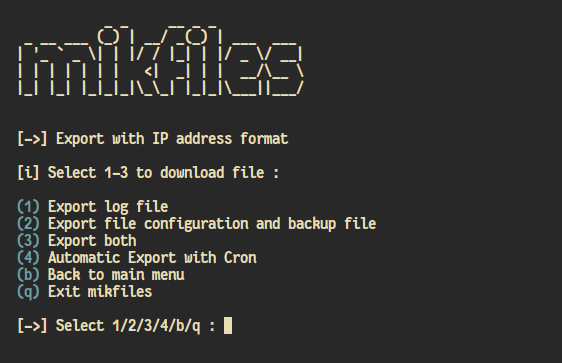 mikfiles
[->] Export with IP address format
[i] Select 1-3 to download file :
(1) Export log file
(2) Export file configuration and backup file
(3) Export both
(4) Automatic Export with Cron
(b) Back to main menu
(q) Exit mikfiles
[->] Select 1/2/3/4/b/q :